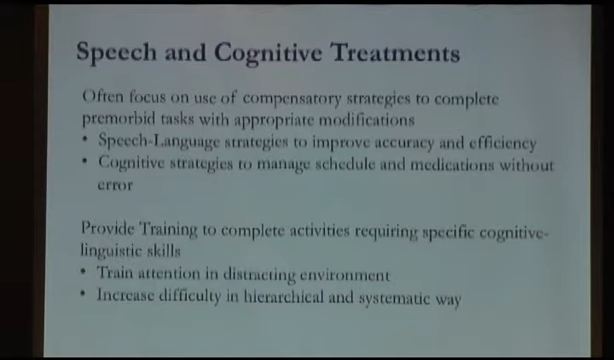 Speech and Cognitive Treatments
Often focus on use of compensatory strategies to complete
premorbid tasks with appropriate modifications
• Speech-Language strategies to improve accuracy and efficiency
• Cognitive strategies to manage schedule and medications without
error
Provide Training to complete activities requiring specific cognitive-
linguistic skills
• Train attention in distracting environment
• Increase difficulty in hierarchical and systematic way